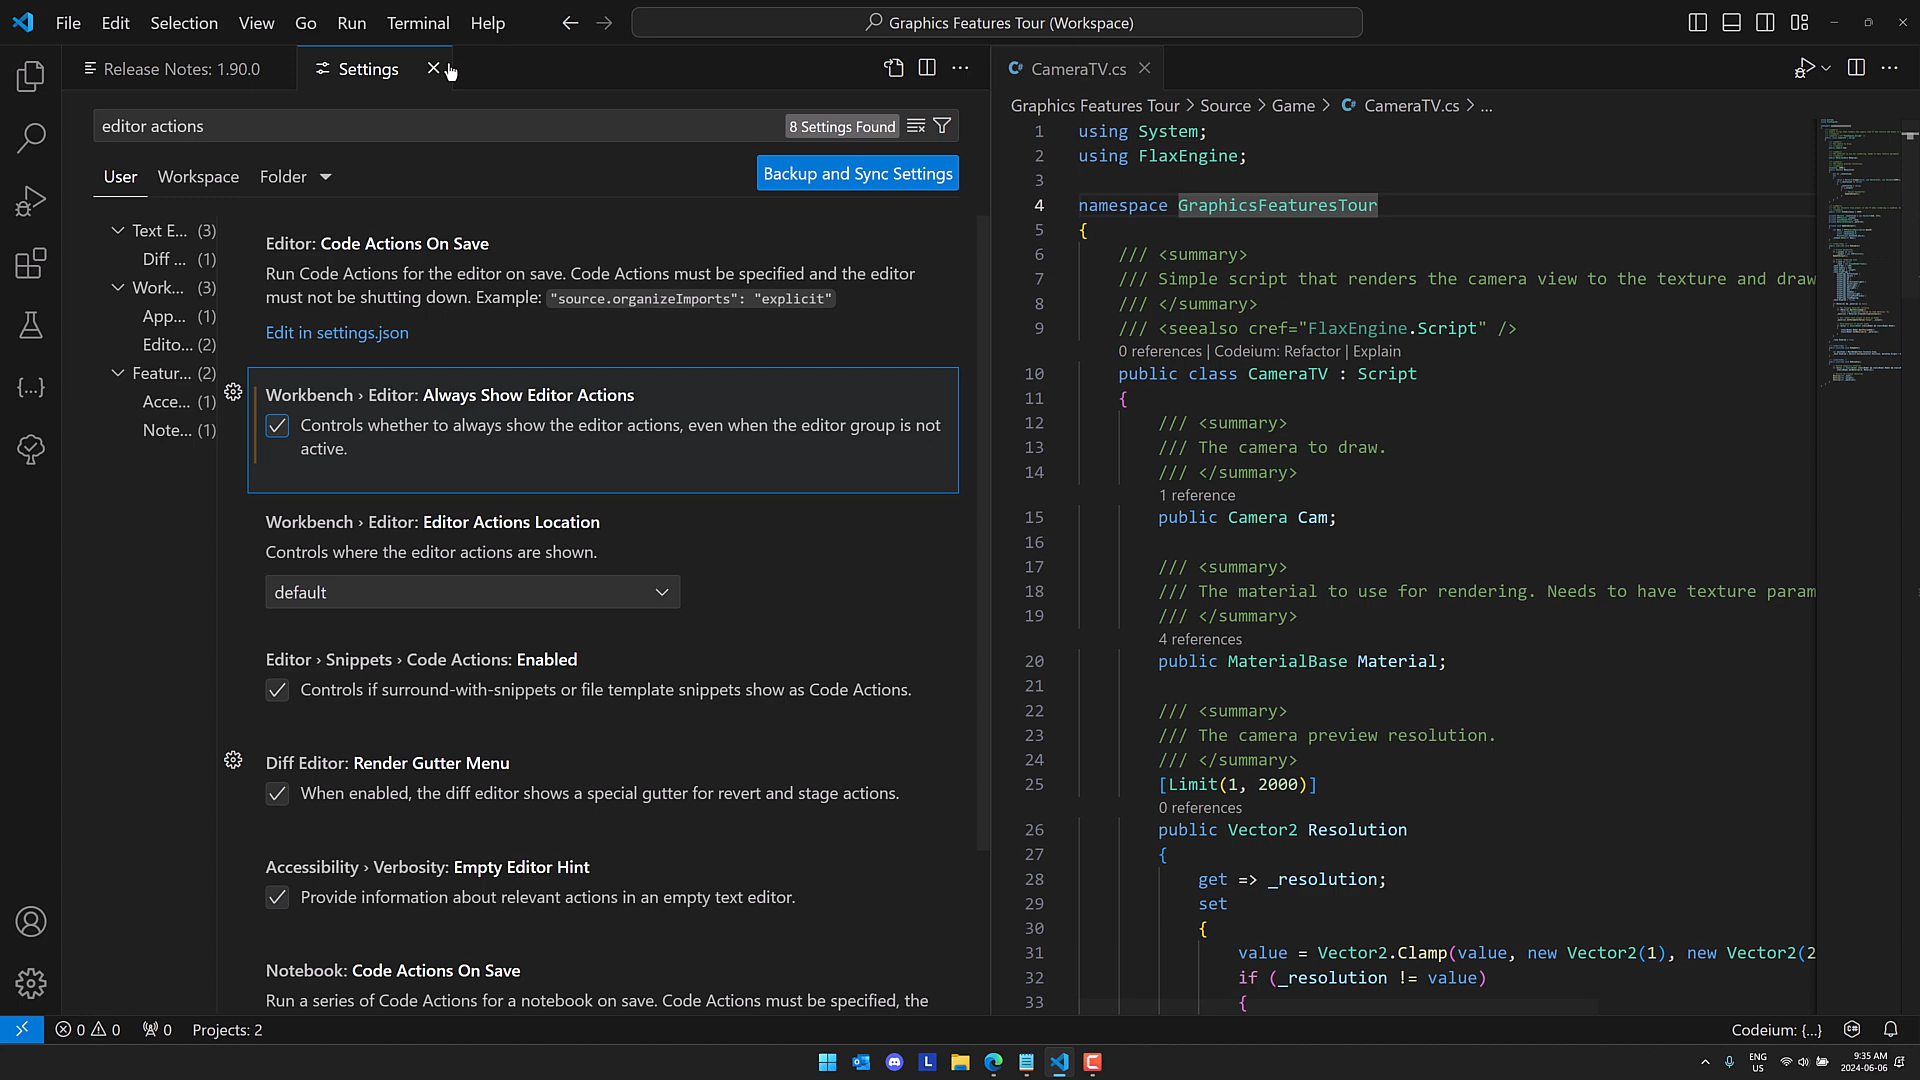 File Edit Selection View Go Run Terminal Help
Graphics Features Tour (Workspace)
Release Notes: 1.90.0
Settings
editor actions
8 Settings Found
User Workspace Folder
Backup and Sync Settings
Text E... (3)
Diff ... (1)
Work... (3)
App... (1)
Edito... (2)
Featur... (2)
Acce... (1)
Note... (1)
Editor: Code Actions On Save
Run Code Actions for the editor on save. Code Actions must be specified and the editor
must not be shutting down. Example: "source.organizeImports": "explicit"
Edit in settings.json
Workbench › Editor: Always Show Editor Actions
Controls whether to always show the editor actions, even when the editor group is not
active.
Workbench › Editor: Editor Actions Location
Controls where the editor actions are shown.
default
Editor › Snippets › Code Actions: Enabled
Controls if surround-with-snippets or file template snippets show as Code Actions.
Diff Editor: Render Gutter Menu
When enabled, the diff editor shows a special gutter for revert and stage actions.
Accessibility › Verbosity: Empty Editor Hint
Provide information about relevant actions in an empty text editor.
Notebook: Code Actions On Save
Run a series of Code Actions for a notebook on save. Code Actions must be specified, the
CameraTV.cs
Graphics Features Tour > Source > Game > CameraTV.cs > ...
1 using System;
2 using FlaxEngine;
3
4 namespace GraphicsFeaturesTour
5 {
6 /// <summary>
7 /// Simple script that renders the camera view to the texture and draw
8 /// </summary>
9 /// <seealso cref="FlaxEngine.Script" />
0 references | Codeium: Refactor | Explain
10 public class CameraTV : Script
11 {
12 /// <summary>
13 /// The camera to draw.
14 /// </summary>
1 reference
15 public Camera Cam;
16
17 /// <summary>
18 /// The material to use for rendering. Needs to have texture param
19 /// </summary>
4 references
20 public MaterialBase Material;
21
22 /// <summary>
23 /// The camera preview resolution.
24 /// </summary>
25 [Limit(1, 2000)]
0 references
26 public Vector2 Resolution
27 {
28 get => _resolution;
29 set
30 {
31 value = Vector2.Clamp(value, new Vector2(1), new Vector2(2
32 if (_resolution != value)
33 {
0 0 0 Projects: 2
Codeium: {...}
L
ENG
US
9:35 AM
2024-06-06